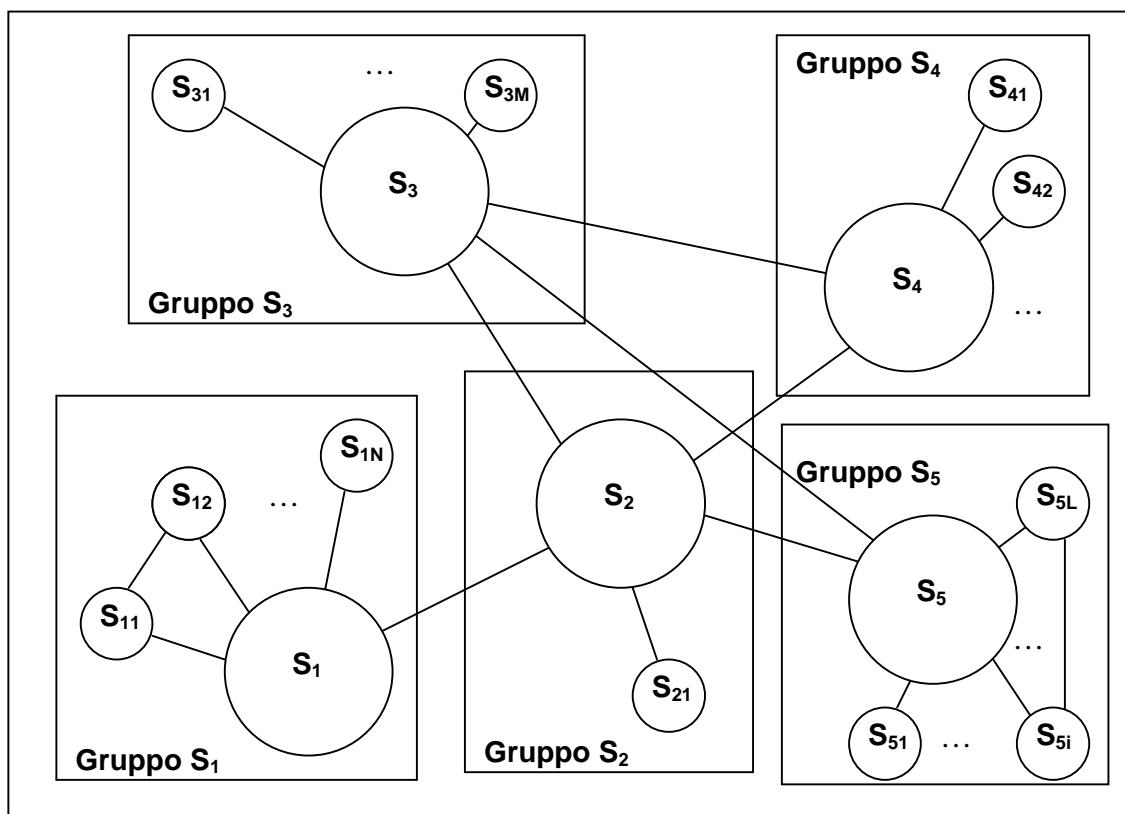 Gruppo S₄
S₃₁
…
S₃M
S₄₁
S₃
S₄₂
S₄
Gruppo S₃
…
S₁N
Gruppo S₅
S₁₂
…
S₂
S₅L
S₅
S₁₁
…
S₁
S₂₁
S₅₁
…
S₅i
Gruppo S₁
Gruppo S₂